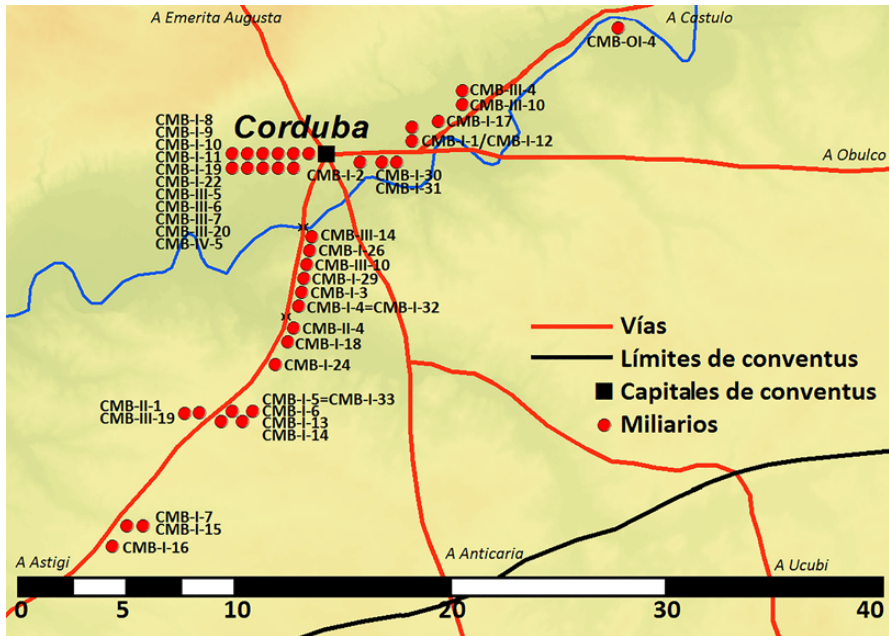 A Emerita Augusta
A Castulo
CMB-OI-4
CMB-III-4
CMB-III-10
CMB-I-17
CMB-I-1/CMB-I-12
Corduba
CMB-I-8
CMB-I-9
CMB-I-10
CMB-I-11
CMB-I-19
CMB-I-22
CMB-III-5
CMB-III-6
CMB-III-7
CMB-III-20
CMB-IV-5
CMB-I-2
CMB-I-30
CMB-I-31
A Obulco
CMB-III-14
CMB-I-26
CMB-III-10
CMB-I-29
CMB-I-3
CMB-I-4=CMB-I-32
CMB-II-4
CMB-I-18
CMB-I-24
CMB-II-1
CMB-III-19
CMB-I-5=CMB-I-33
CMB-I-6
CMB-I-13
CMB-I-14
Vías
Límites de conventus
Capitales de conventus
Miliarios
CMB-I-7
CMB-I-15
CMB-I-16
A Astigi
A Anticaria
A Ucubi
0 5 10 20 30 40